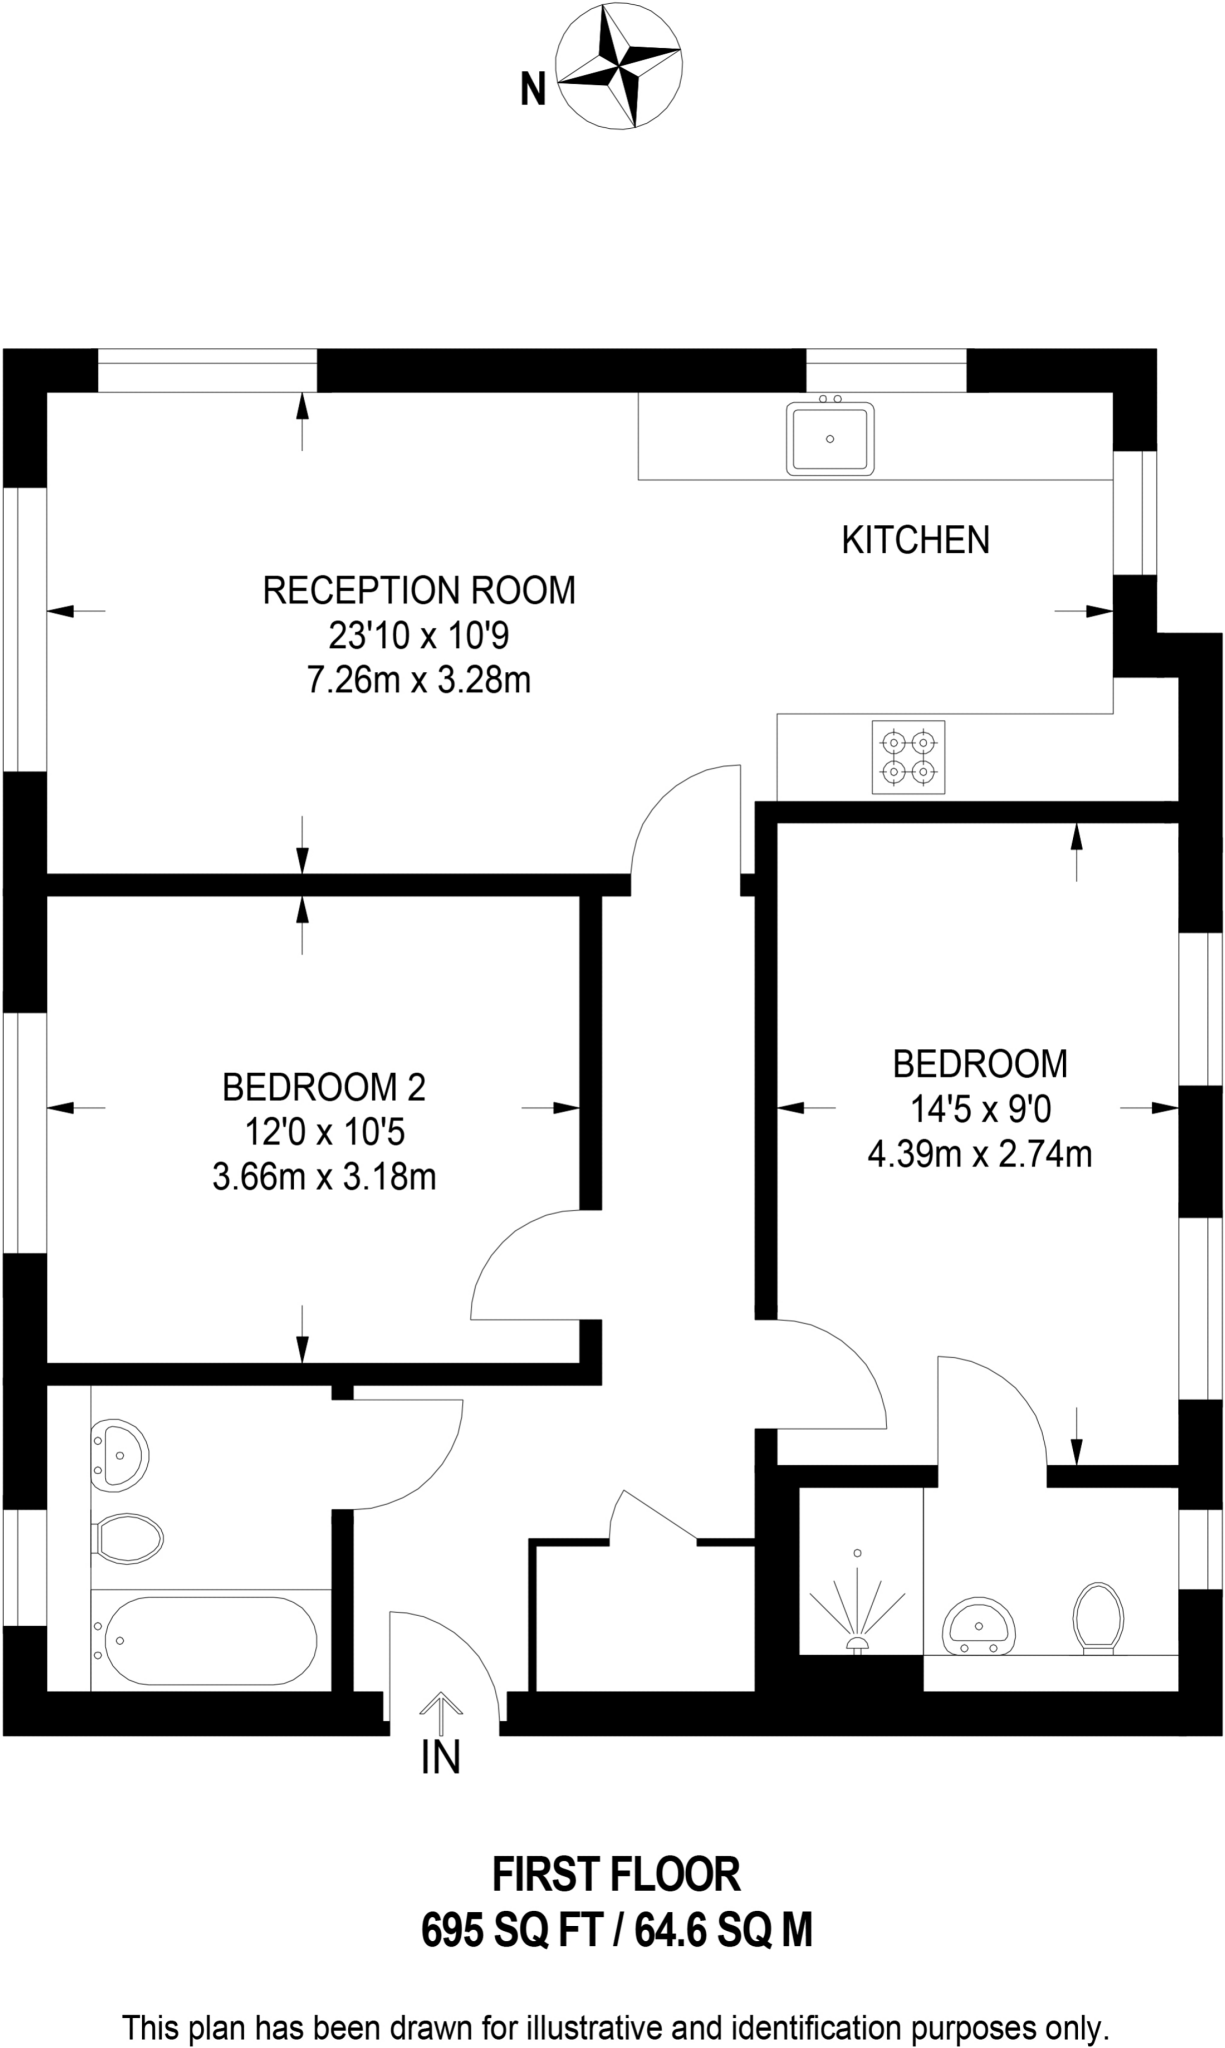 N
KITCHEN
RECEPTION ROOM
23'10 x 10'9
7.26m x 3.28m
BEDROOM 2
12'0 x 10'5
3.66m x 3.18m
BEDROOM
14'5 x 9'0
4.39m x 2.74m
IN
FIRST FLOOR
695 SQ FT / 64.6 SQ M
This plan has been drawn for illustrative and identification purposes only.